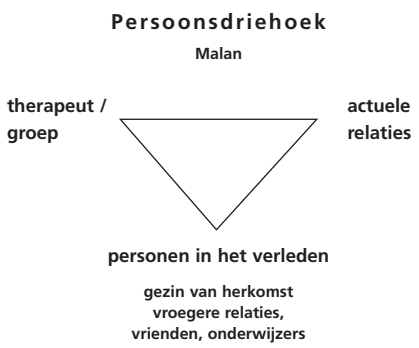 Persoonsdriehoek
Malan
therapeut /
groep
actuele
relaties
personen in het verleden
gezin van herkomst
vroegere relaties,
vrienden, onderwijzers